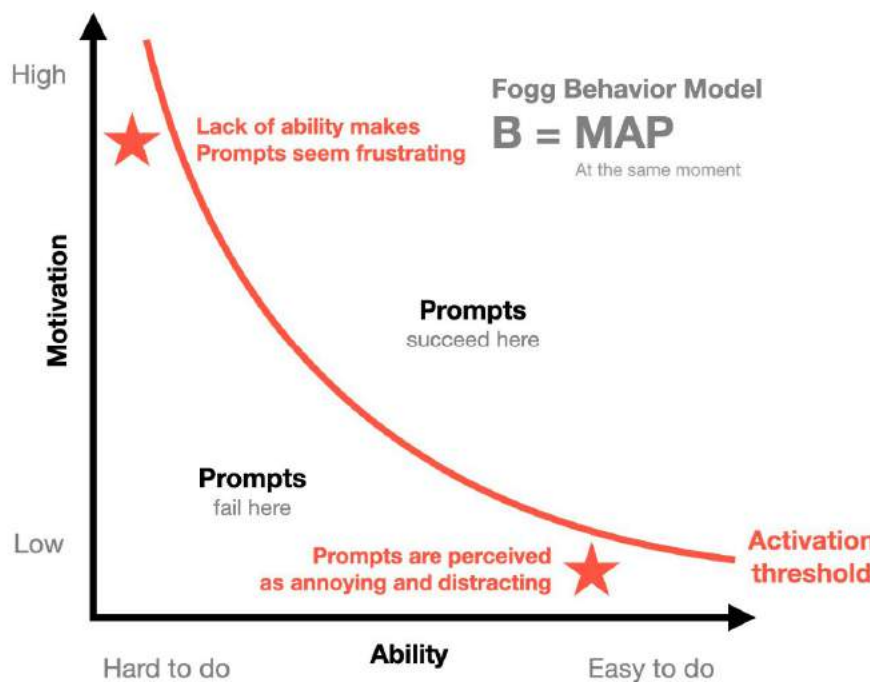 High
Fogg Behavior Model
B = MAP
At the same moment
Lack of ability makes
Prompts seem frustrating
Motivation
Prompts
succeed here
Prompts
fail here
Low
Prompts are perceived
as annoying and distracting
Activation
threshold
Ability
Hard to do
Easy to do